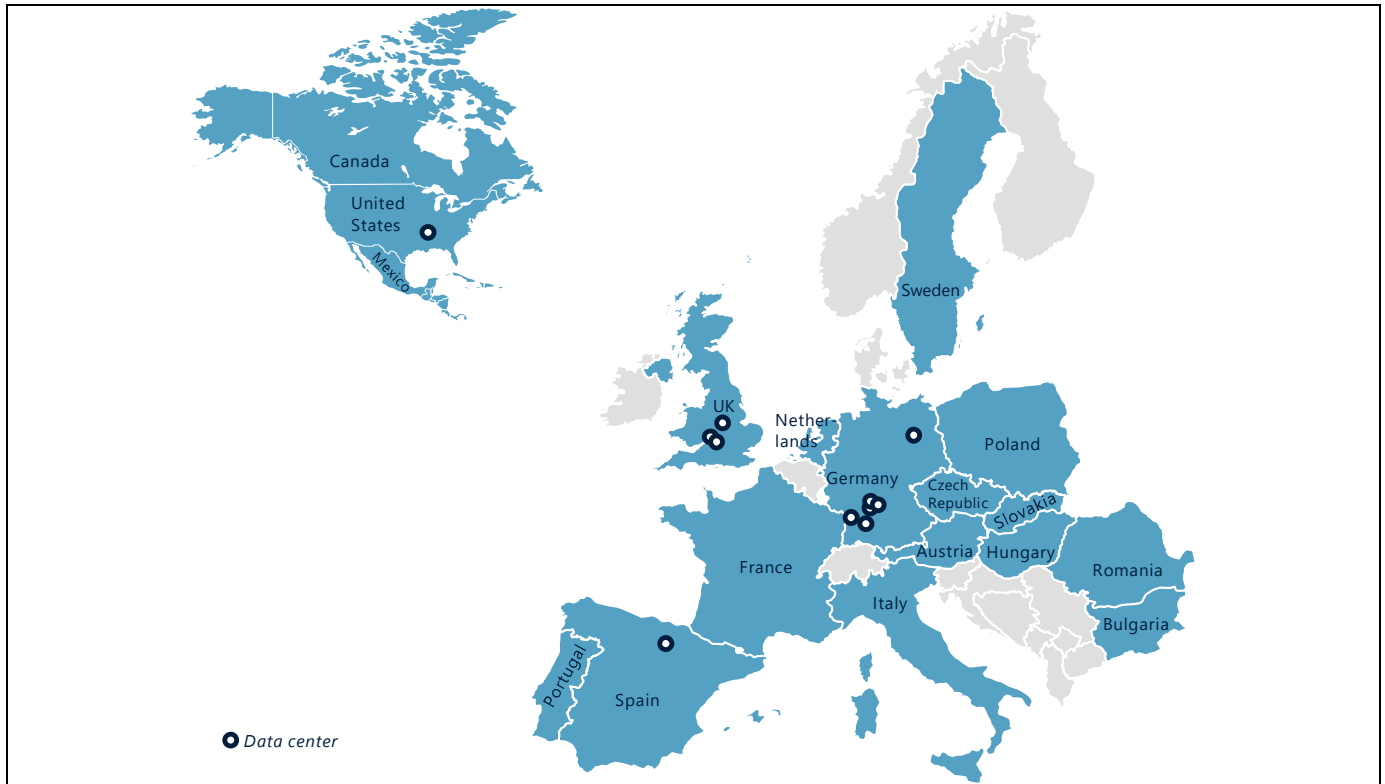 Canada
United
States
Mexico
Sweden
UK
Nether-
lands
Poland
Germany
Czech
Republic
Slovakia
Austria
Hungary
France
Romania
Italy
Bulgaria
Portugal
Spain
Data center